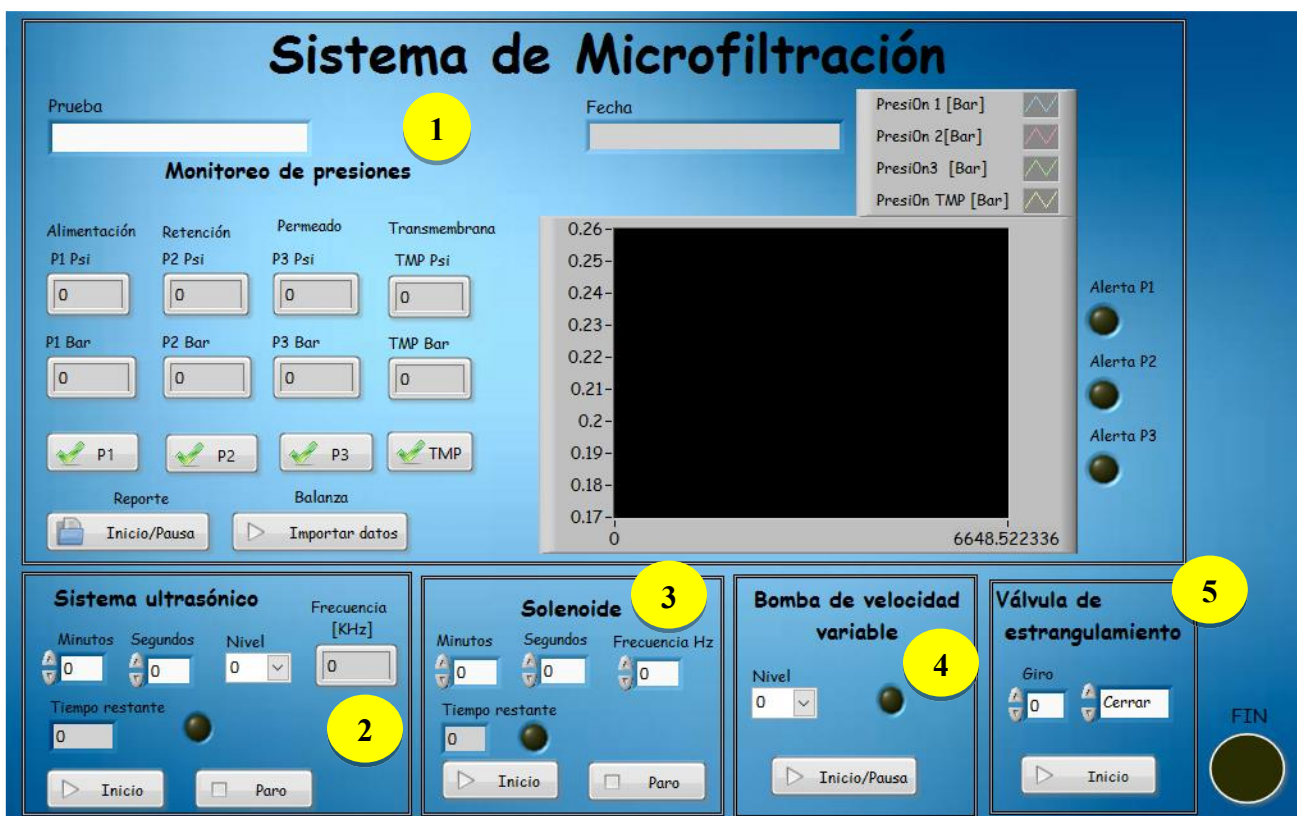 Sistema de Microfiltración
Prueba
1
Fecha
PresiOn 1 [Bar]
PresiOn 2[Bar]
PresiOn3 [Bar]
PresiOn TMP [Bar]
Monitoreo de presiones
Alimentación Retención Permeado Transmembrana
P1 Psi P2 Psi P3 Psi TMP Psi
0 0 0 0
P1 Bar P2 Bar P3 Bar TMP Bar
0 0 0 0
P1 P2 P3 TMP
Reporte Balanza
Inicio/Pausa Importar datos
0.26
0.25
0.24
0.23
0.22
0.21
0.2
0.19
0.18
0.17
0 6648.522336
Alerta P1
Alerta P2
Alerta P3
Sistema ultrasónico
Minutos Segundos Nivel Frecuencia
[KHz]
0 0 0 0
Tiempo restante
0
2
Inicio Paro
Solenoide
3
Minutos Segundos Frecuencia Hz
0 0 0
Tiempo restante
0
Inicio Paro
Bomba de velocidad
variable
4
Nivel
0
Inicio/Pausa
Válvula de
estrangulamiento
5
Giro
0 Cerrar
Inicio
FIN